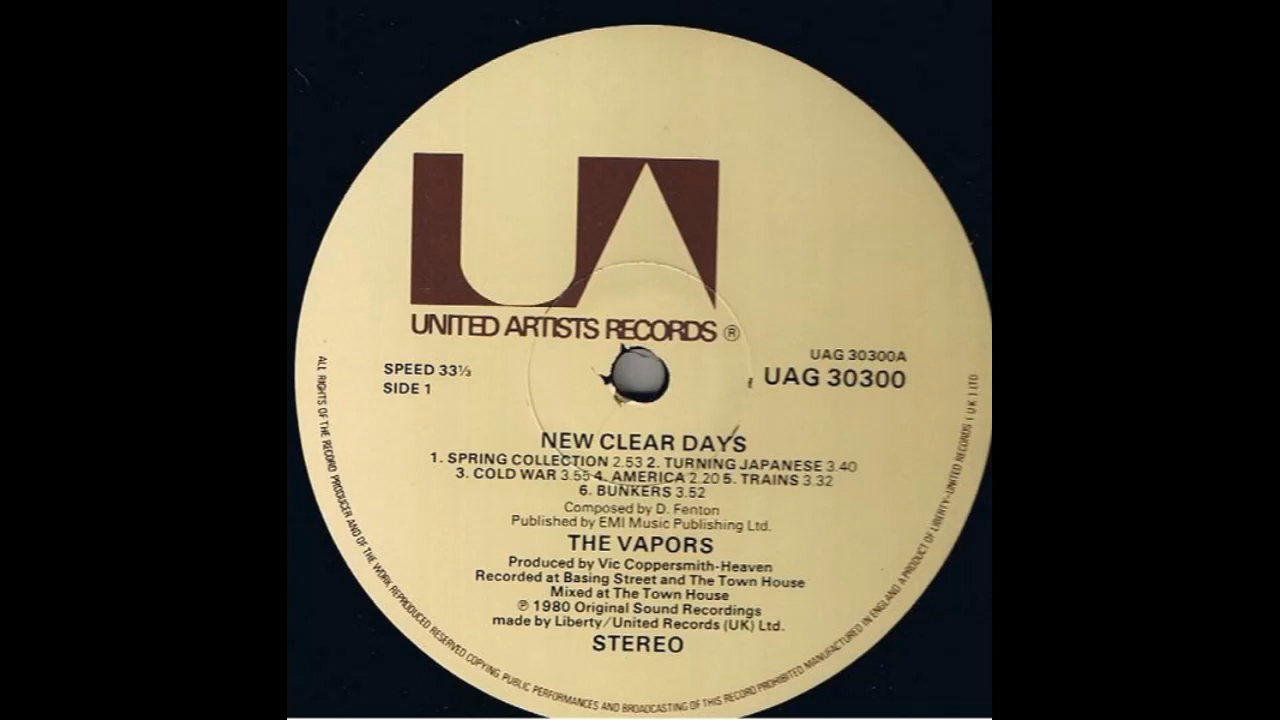 UA
UNITED ARTISTS RECORDS ®
SPEED 33⅓
SIDE 1
UAG 30300A
UAG 30300
NEW CLEAR DAYS
1. SPRING COLLECTION 2.53 2. TURNING JAPANESE 3.40
3. COLD WAR 3.55 4. AMERICA 2.20 5. TRAINS 3.32
6. BUNKERS 3.52
Composed by D. Fenton
Published by EMI Music Publishing Ltd.
THE VAPORS
Produced by Vic Coppersmith-Heaven
Recorded at Basing Street and The Town House
Mixed at The Town House
℗ 1980 Original Sound Recordings
made by Liberty/United Records (UK) Ltd.
STEREO
ALL RIGHTS OF THE RECORD PRODUCER AND OF THE WORK REPRODUCED RESERVED COPYING, PUBLIC PERFORMANCES AND BROADCASTING OF THIS RECORD PROHIBITED MANUFACTURED IN ENGLAND A PRODUCT OF LIBERTY-UNITED RECORDS (UK) LTD